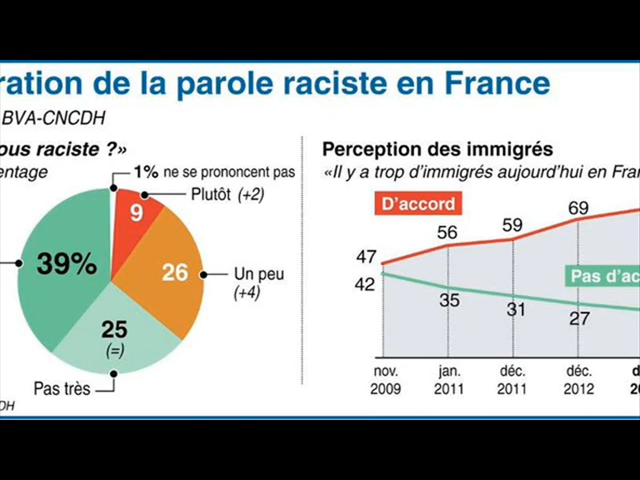 ration de la parole raciste en France
BVA-CNCDH
ous raciste ?»
entage
1% ne se prononcent pas
Plutôt (+2)
9
39%
26
Un peu
(+4)
25
(=)
Pas très
DH
Perception des immigrés
«Il y a trop d'immigrés aujourd'hui en Fran
D'accord
47
56
59
69
Pas d'acc
42
35
31
27
nov.
2009
jan.
2011
déc.
2011
déc.
2012
d
20